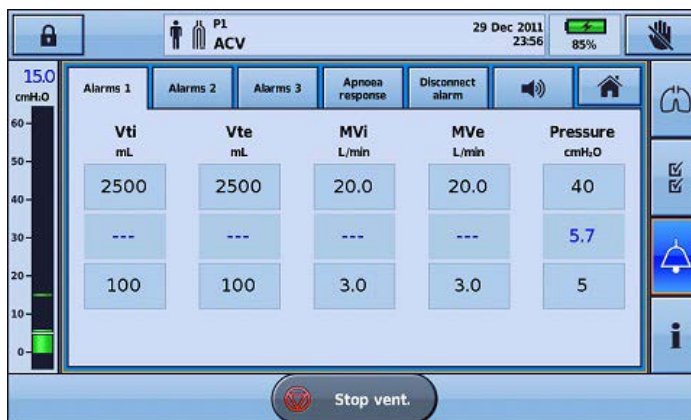 P1
ACV
29 Dec 2011
23:56
85%
15.0
cmH₂O
60
50
40
30
20
10
0
Alarms 1
Alarms 2
Alarms 3
Apnoea
response
Disconnect
alarm
Vti Vte MVi MVe Pressure
mL mL L/min L/min cmH₂O
2500 2500 20.0 20.0 40
--- --- --- --- 5.7
100 100 3.0 3.0 5
i
Stop vent.